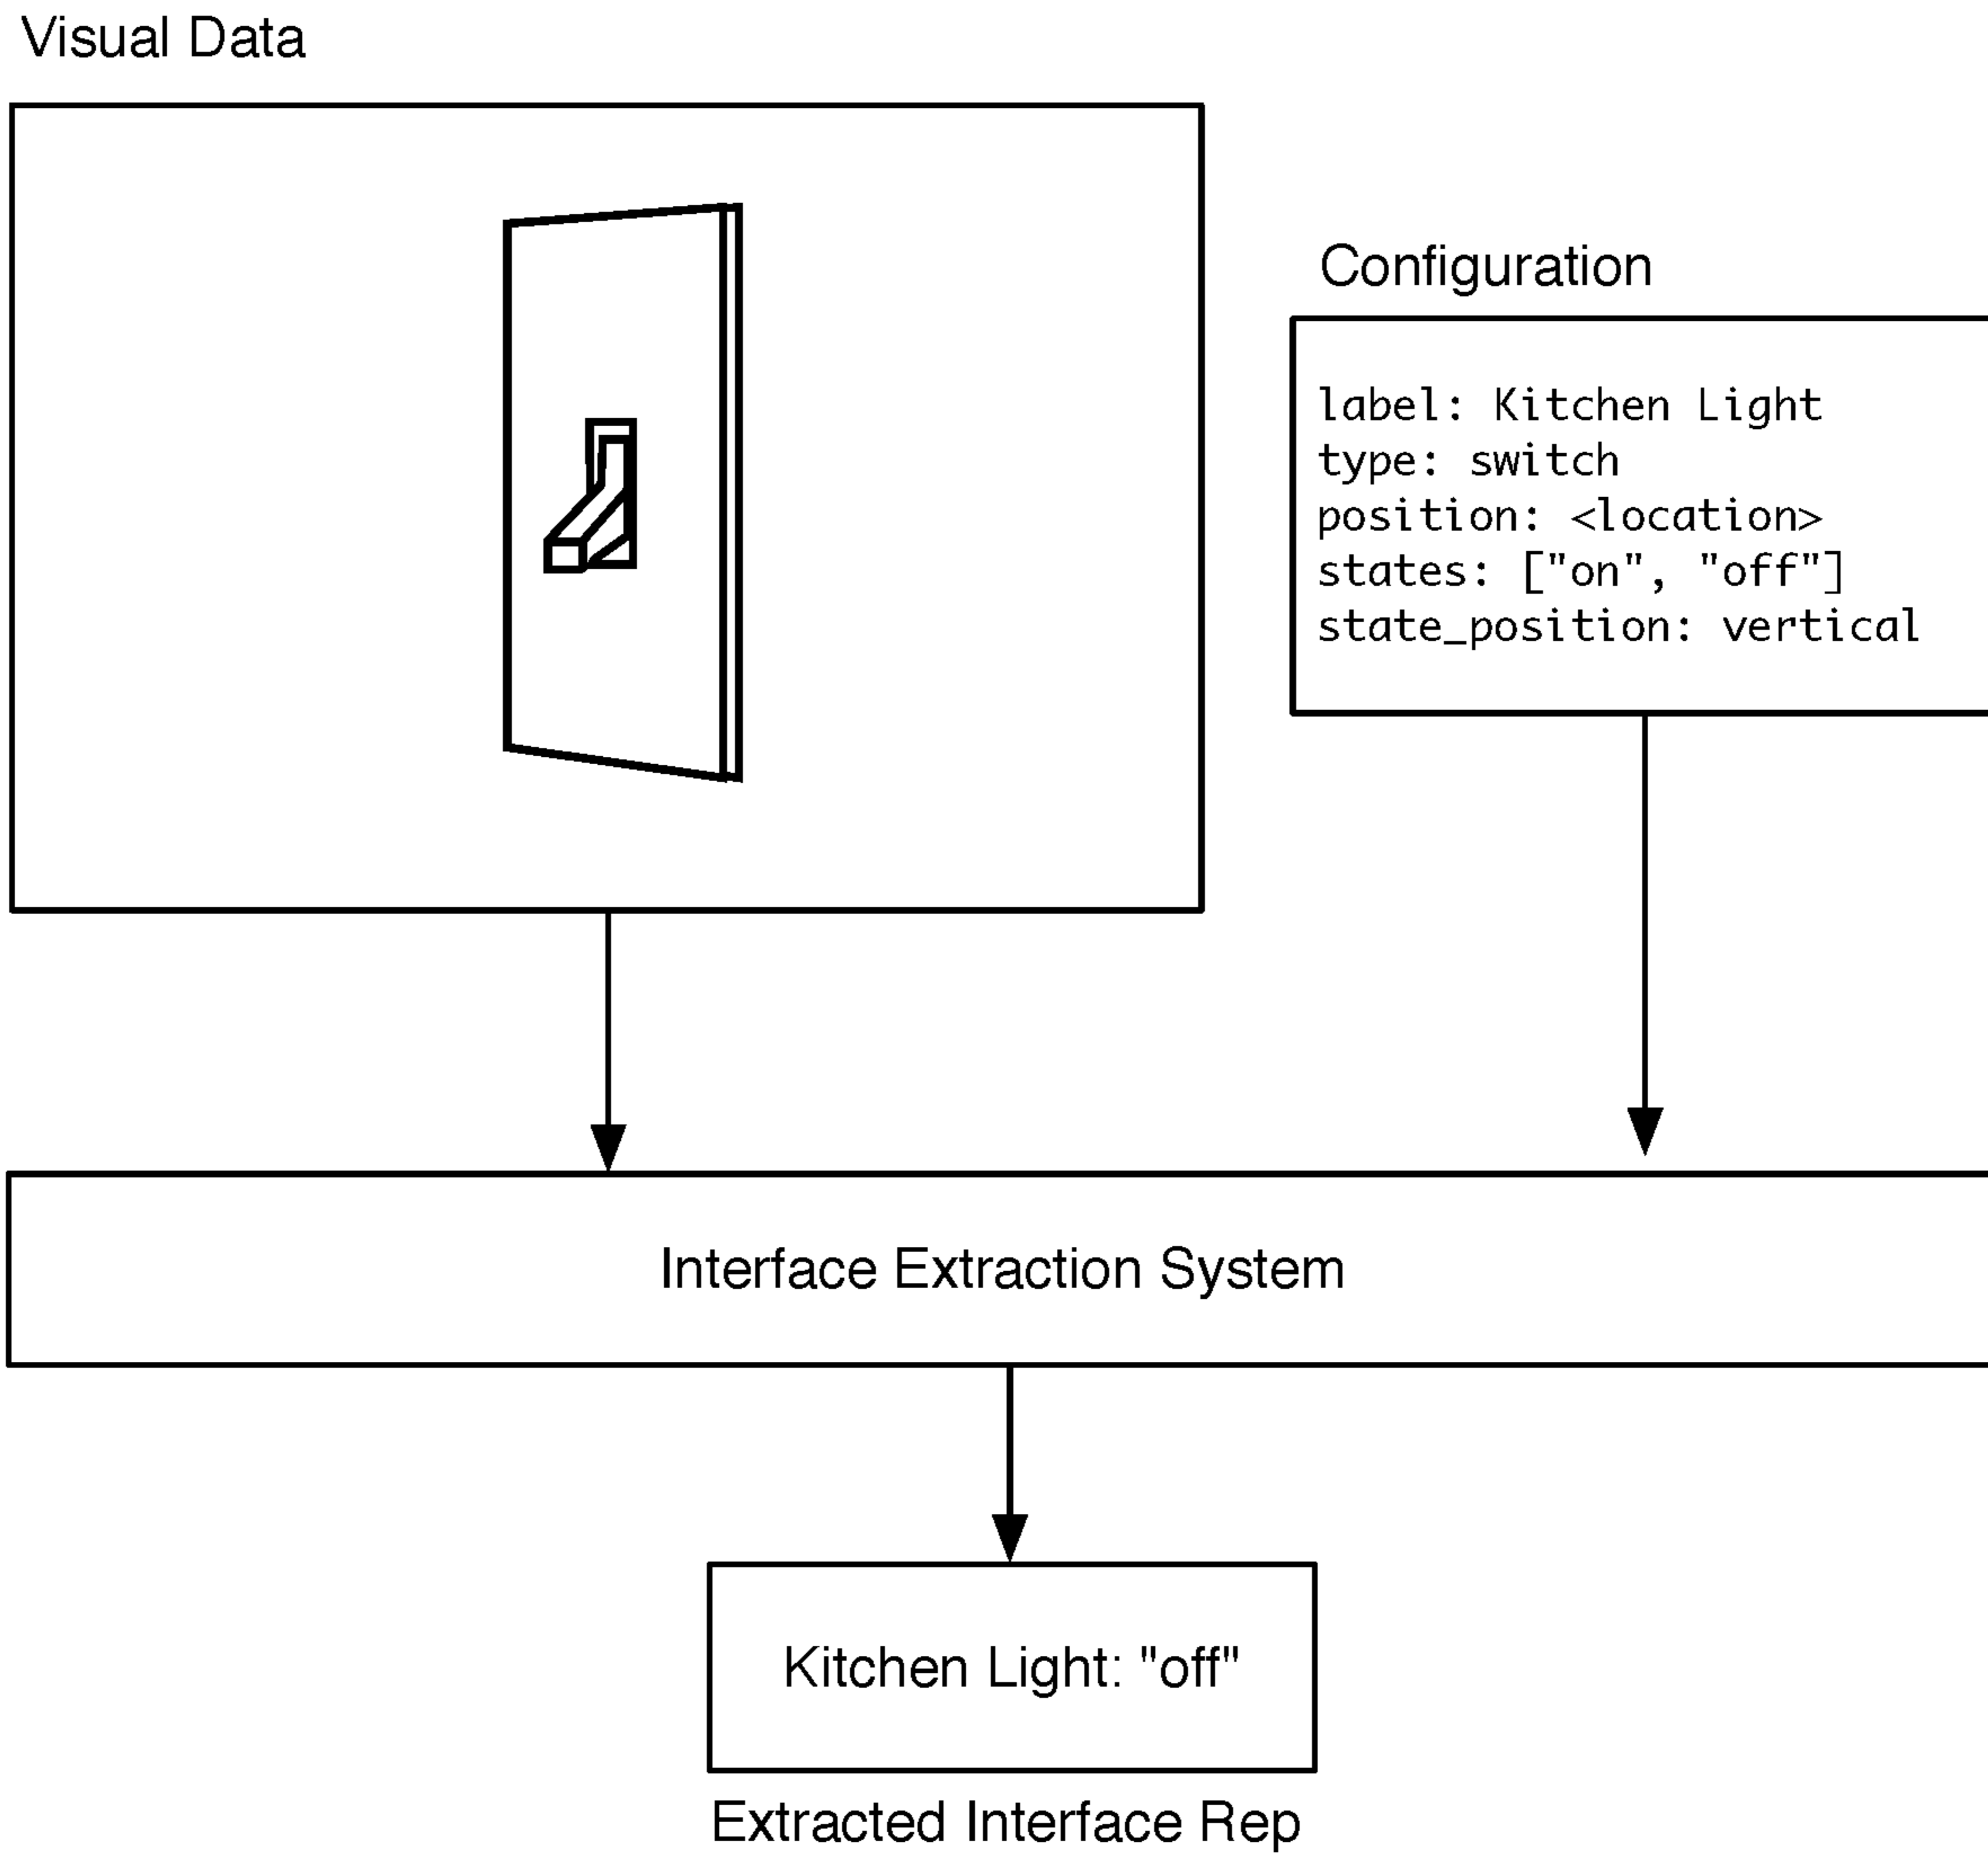 Visual Data
Configuration
label: Kitchen Light
type: switch
position: <location>
states: ["on", "off"]
state_position: vertical
Interface Extraction System
Kitchen Light: "off"
Extracted Interface Rep